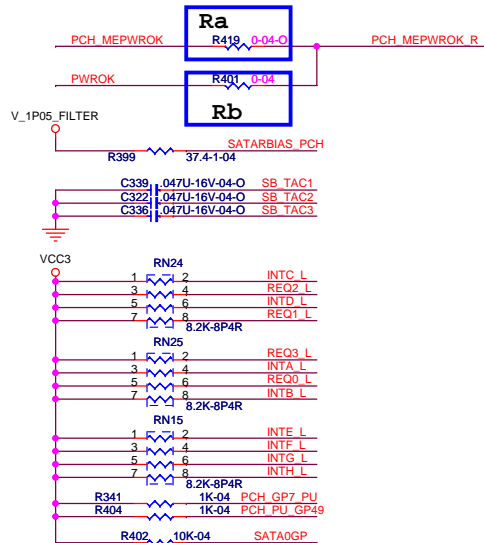 Ra
PCH_MEPWROK R419 0-04-O PCH_MEPWROK_R
PWROK R401 0-04
Rb
V_1P05_FILTER
SATARBIAS_PCH
R399 37.4-1-04
C339 .047U-16V-04-O SB_TAC1
C322 .047U-16V-04-O SB_TAC2
C336 .047U-16V-04-O SB_TAC3
VCC3
RN24
1 2 INTC_L
3 4 REQ2_L
5 6 INTD_L
7 8 REQ1_L
8.2K-8P4R
RN25
1 2 REQ3_L
3 4 INTA_L
5 6 REQ0_L
7 8 INTB_L
8.2K-8P4R
RN15
1 2 INTE_L
3 4 INTF_L
5 6 INTG_L
7 8 INTH_L
8.2K-8P4R
R341 1K-04 PCH_GP7_PU
R404 1K-04 PCH_PU_GP49
R402 10K-04 SATA0GP